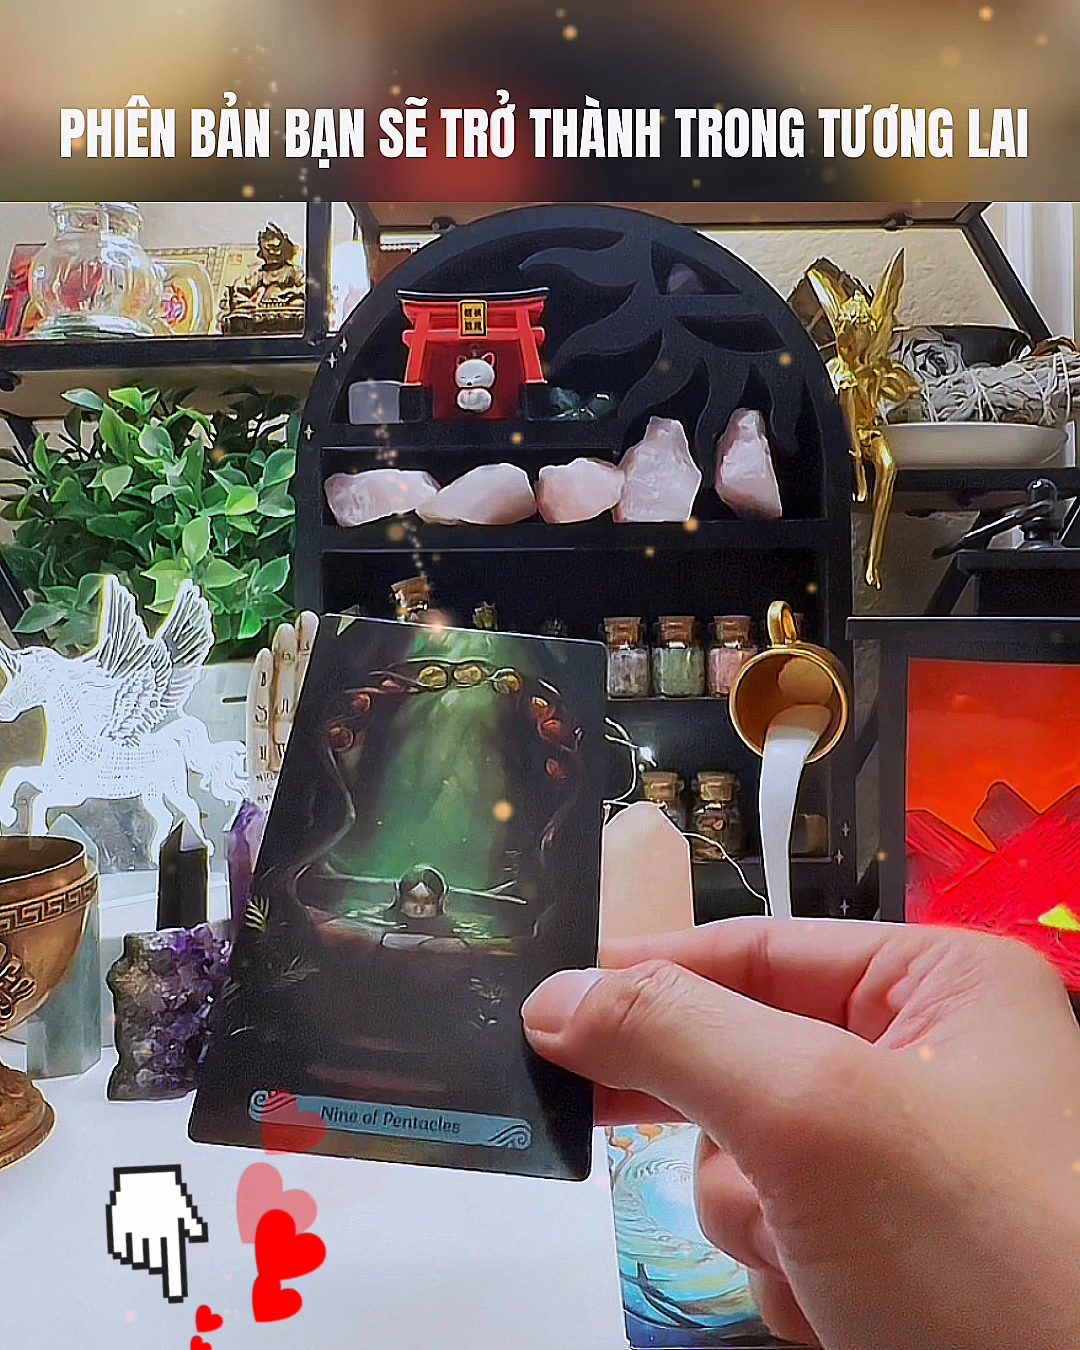 PHIÊN BẢN BẠN SẼ TRỞ THÀNH TRONG TƯƠNG LAI
Nine of Pentacles